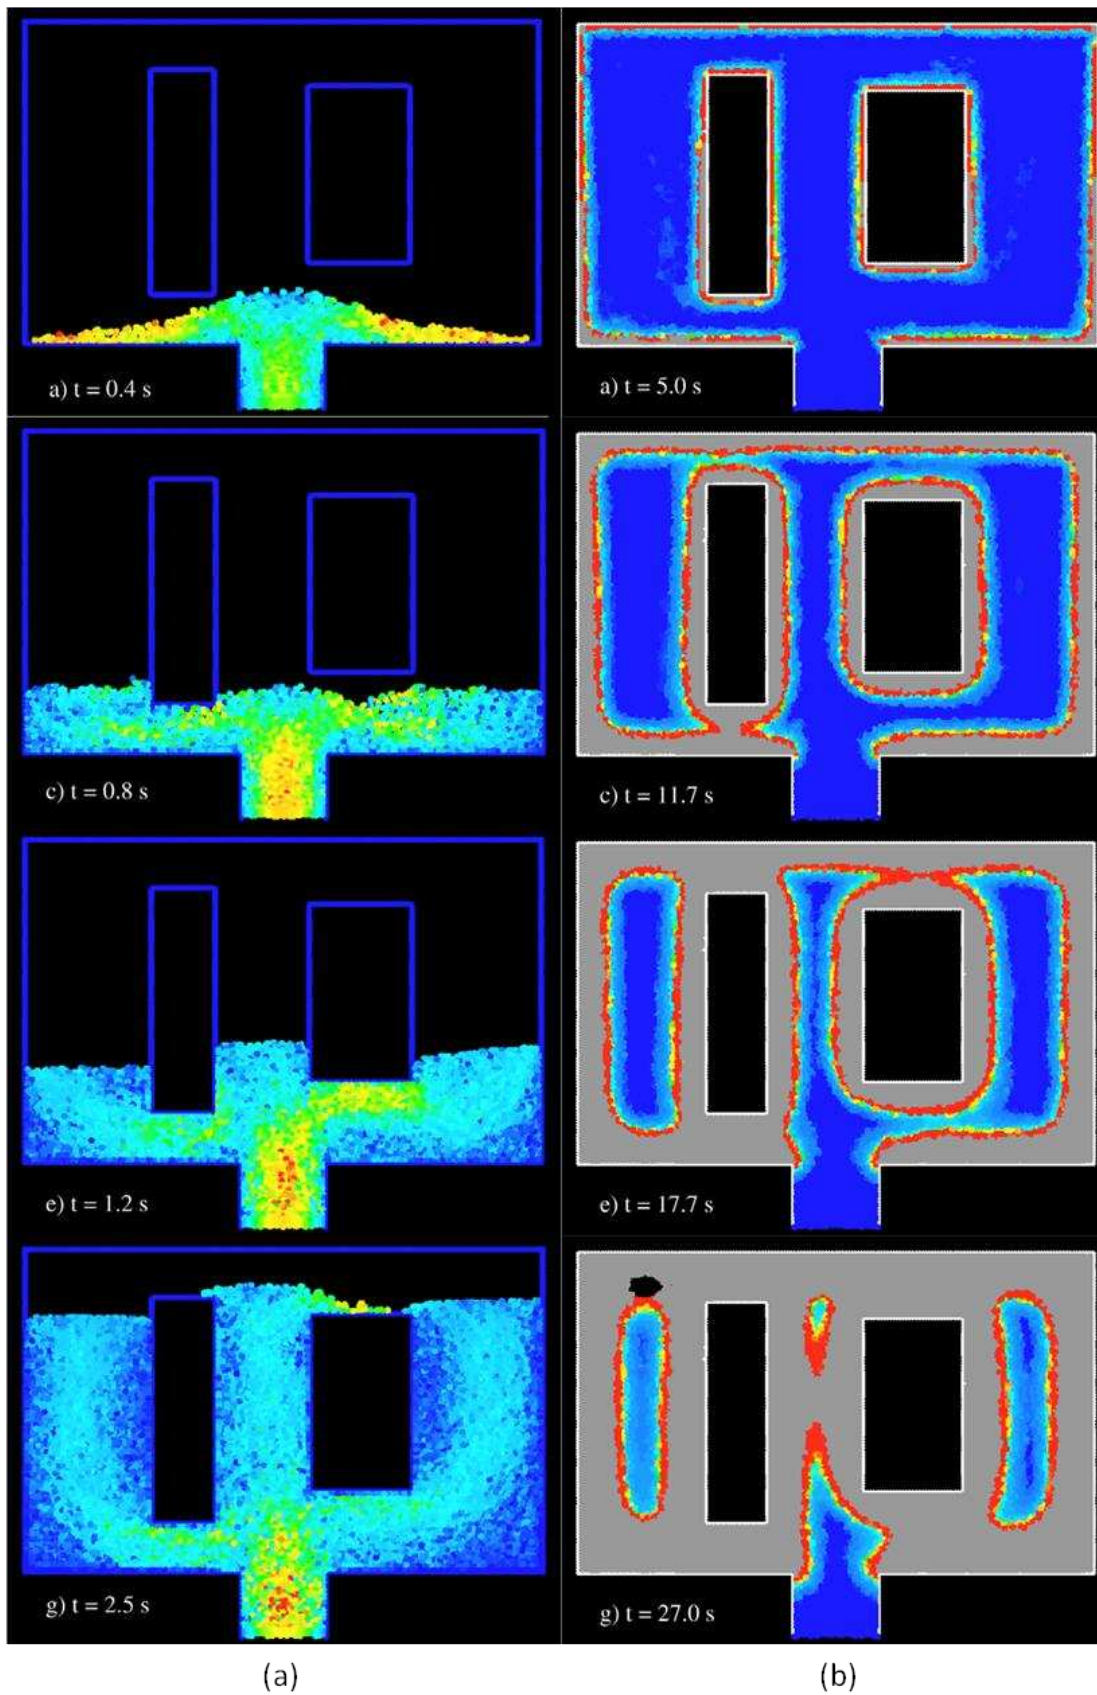 a) t = 0.4 s
a) t = 5.0 s
c) t = 0.8 s
c) t = 11.7 s
e) t = 1.2 s
e) t = 17.7 s
g) t = 2.5 s
g) t = 27.0 s
(a)
(b)